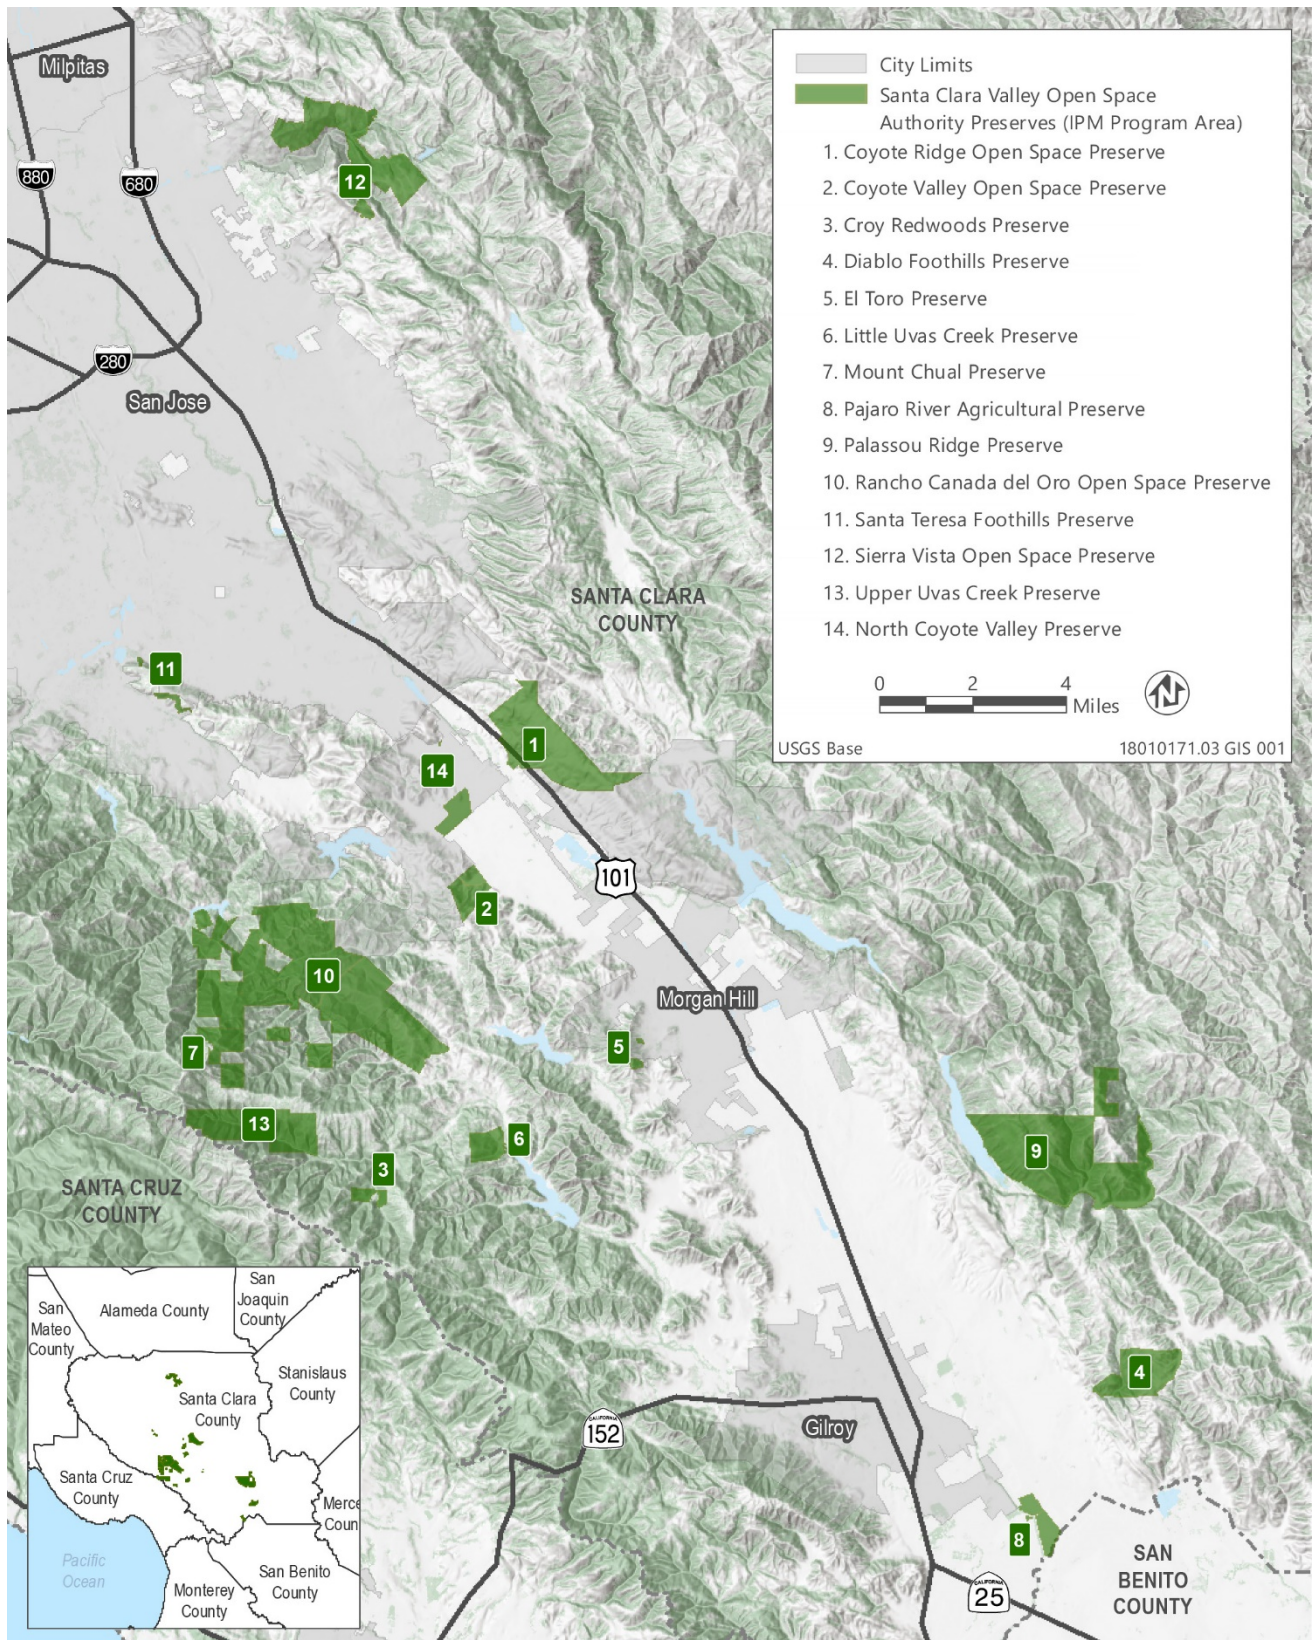 Milpitas
880
680
12
280
San Jose
City Limits
Santa Clara Valley Open Space
Authority Preserves (IPM Program Area)
1. Coyote Ridge Open Space Preserve
2. Coyote Valley Open Space Preserve
3. Croy Redwoods Preserve
4. Diablo Foothills Preserve
5. El Toro Preserve
6. Little Uvas Creek Preserve
7. Mount Chual Preserve
8. Pajaro River Agricultural Preserve
9. Palassou Ridge Preserve
10. Rancho Canada del Oro Open Space Preserve
11. Santa Teresa Foothills Preserve
12. Sierra Vista Open Space Preserve
13. Upper Uvas Creek Preserve
14. North Coyote Valley Preserve
0 2 4
Miles
N
USGS Base 18010171.03 GIS 001
SANTA CLARA
COUNTY
11
1
14
101
2
10
Morgan Hill
5
7
13
6
9
3
SANTA CRUZ
COUNTY
4
CALIFORNIA
152
Gilroy
8
CALIFORNIA
25
SAN
BENITO
COUNTY
San
Mateo
County
Alameda County
San
Joaquin
County
Stanislaus
County
Santa Clara
County
Santa Cruz
County
Merce
Coun
Pacific
Ocean
San Benito
County
Monterey
County